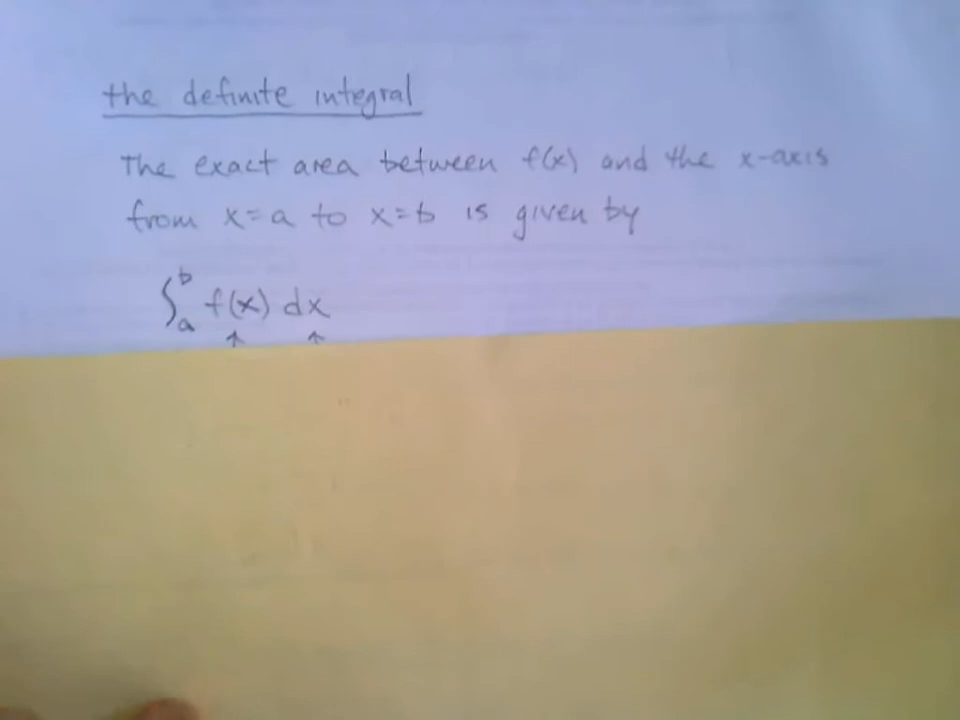 the definite integral
The exact area between f(x) and the x-axis
from x=a to x=b is given by
∫ₐᵇ f(x) dx
↑ ↑